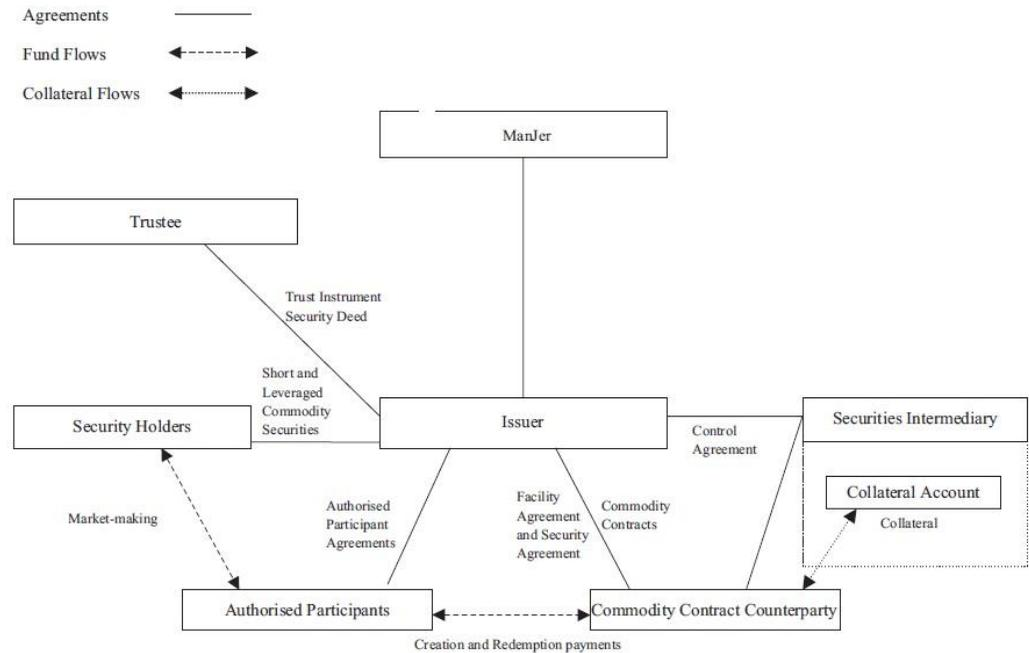 Agreements
Fund Flows
Collateral Flows
ManJer
Trustee
Trust Instrument
Security Deed
Short and
Leveraged
Commodity
Securities
Security Holders
Issuer
Control
Agreement
Securities Intermediary
Collateral Account
Collateral
Market-making
Authorised
Participant
Agreements
Facility
Agreement
and Security
Agreement
Commodity
Contracts
Authorised Participants
Commodity Contract Counterparty
Creation and Redemption payments